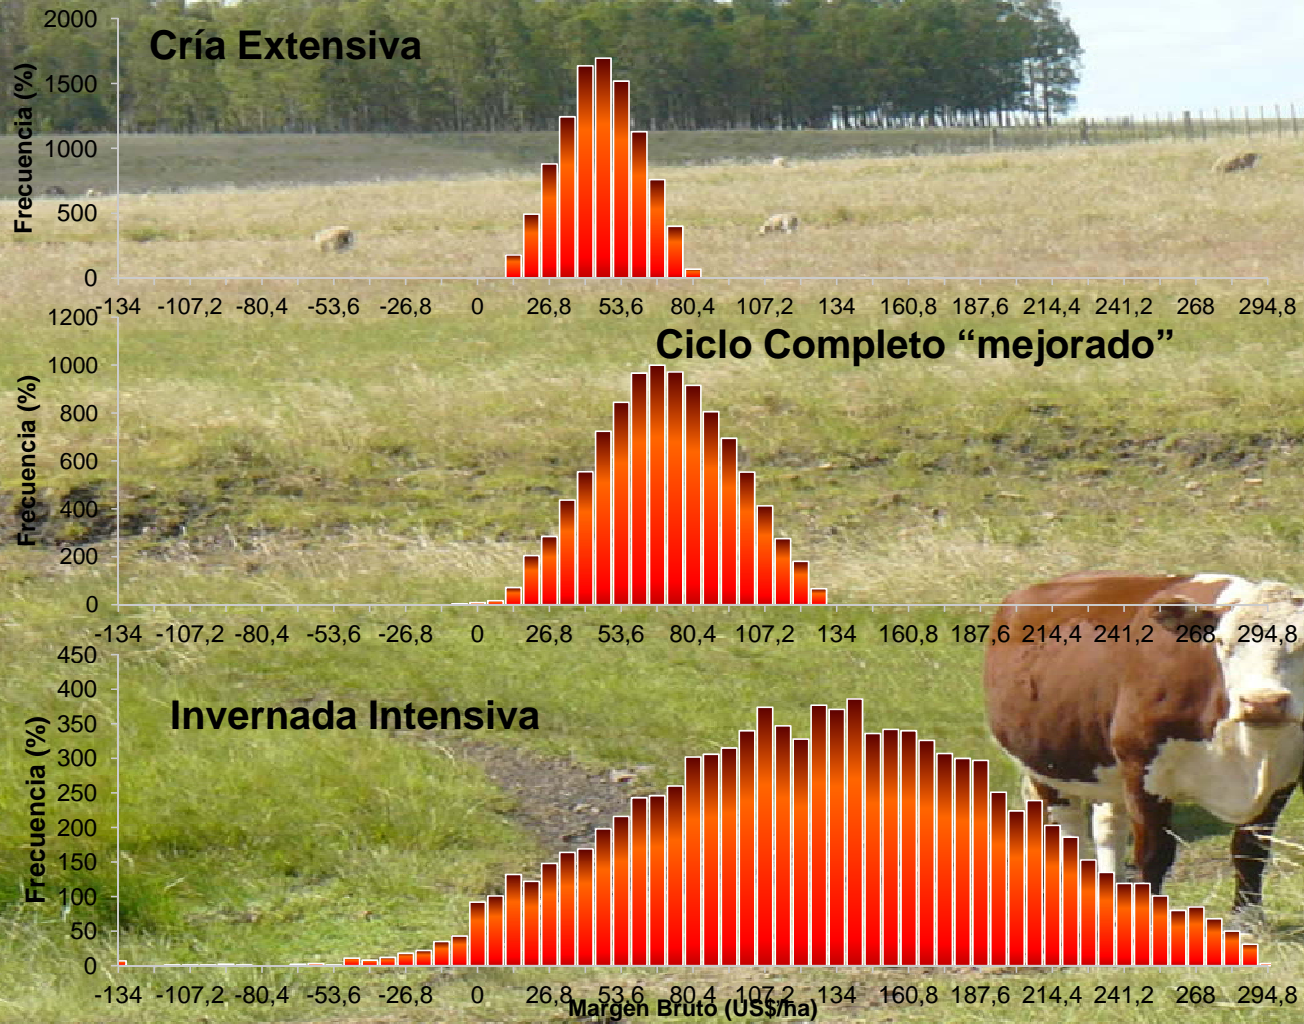 Cría Extensiva
Frecuencia (%)
2000
1500
1000
500
0
-134 -107,2 -80,4 -53,6 -26,8 0 26,8 53,6 80,4 107,2 134 160,8 187,6 214,4 241,2 268 294,8
Ciclo Completo “mejorado”
Frecuencia (%)
1200
1000
800
600
400
200
0
-134 -107,2 -80,4 -53,6 -26,8 0 26,8 53,6 80,4 107,2 134 160,8 187,6 214,4 241,2 268 294,8
Invernada Intensiva
Frecuencia (%)
450
400
350
300
250
200
150
100
50
0
-134 -107,2 -80,4 -53,6 -26,8 0 26,8 53,6 80,4 107,2 134 160,8 187,6 214,4 241,2 268 294,8
Margen Bruto (US$/ha)